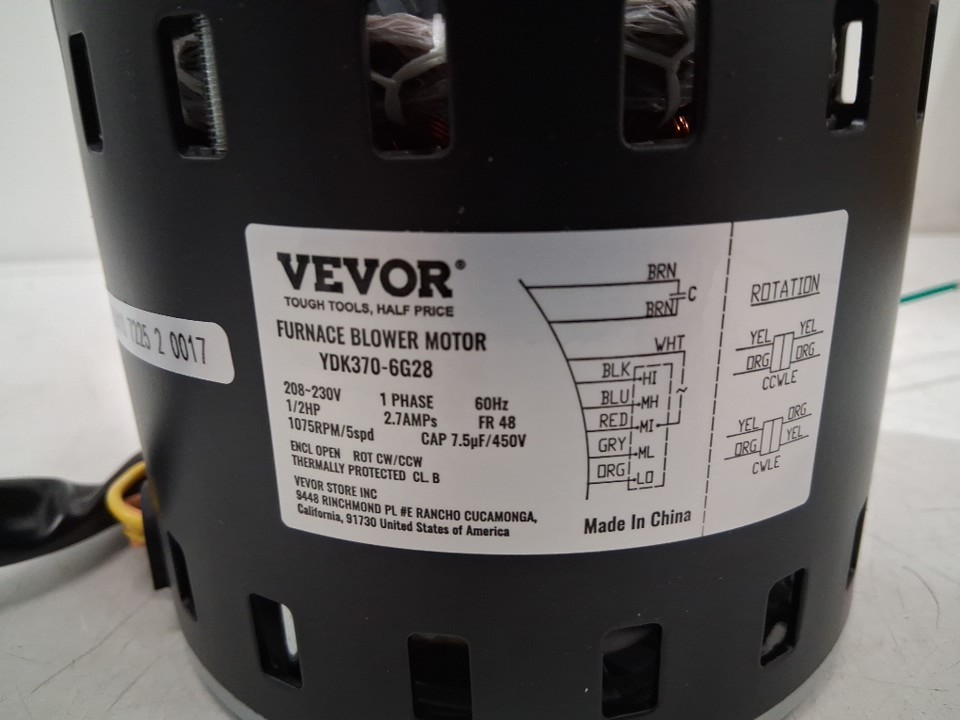 7225 2 0017
VEVOR®
TOUGH TOOLS, HALF PRICE
FURNACE BLOWER MOTOR
YDK370-6G28
208~230V 1 PHASE 60Hz
1/2HP 2.7AMPs FR 48
1075RPM/5spd CAP 7.5µF/450V
ENCL OPEN ROT CW/CCW
THERMALLY PROTECTED CL. B
VEVOR STORE INC
9448 RINCHMOND PL #E RANCHO CUCAMONGA,
California, 91730 United States of America
BRN
C
BRN
WHT
BLK HI
BLU MH
RED MI ~
GRY ML
ORG LO
Made In China
ROTATION
YEL YEL
ORG ORG
CCWLE
YEL ORG
ORG YEL
CWLE